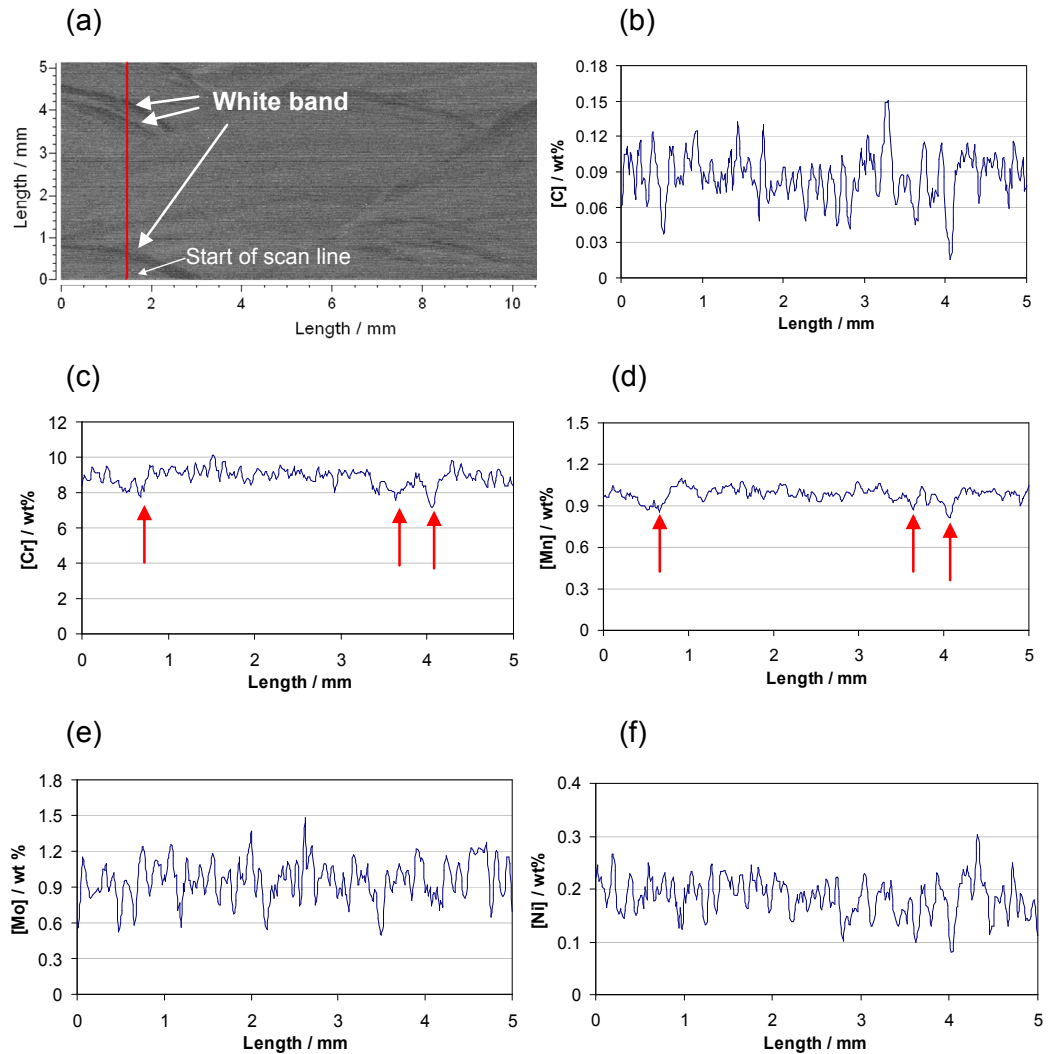 (a)
5
4
3
2
1
0
Length / mm
White band
Start of scan line
0 2 4 6 8 10
Length / mm
(b)
0.18
0.15
0.12
0.09
0.06
0.03
0
[C] / wt%
0 1 2 3 4 5
Length / mm
(c)
12
10
8
6
4
2
0
[Cr] / wt%
0 1 2 3 4 5
Length / mm
(d)
1.5
1.2
0.9
0.6
0.3
0
[Mn] / wt%
0 1 2 3 4 5
Length / mm
(e)
1.8
1.5
1.2
0.9
0.6
0.3
0
[Mo] / wt %
0 1 2 3 4 5
Length / mm
(f)
0.4
0.3
0.2
0.1
0
[Ni] / wt%
0 1 2 3 4 5
Length / mm